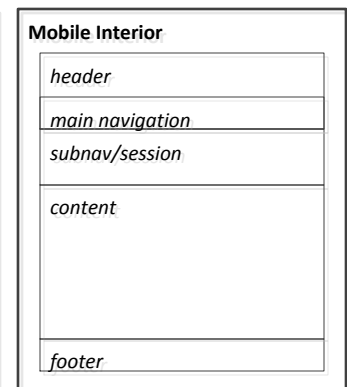 Mobile Interior
header
main navigation
subnav/session
content
footer